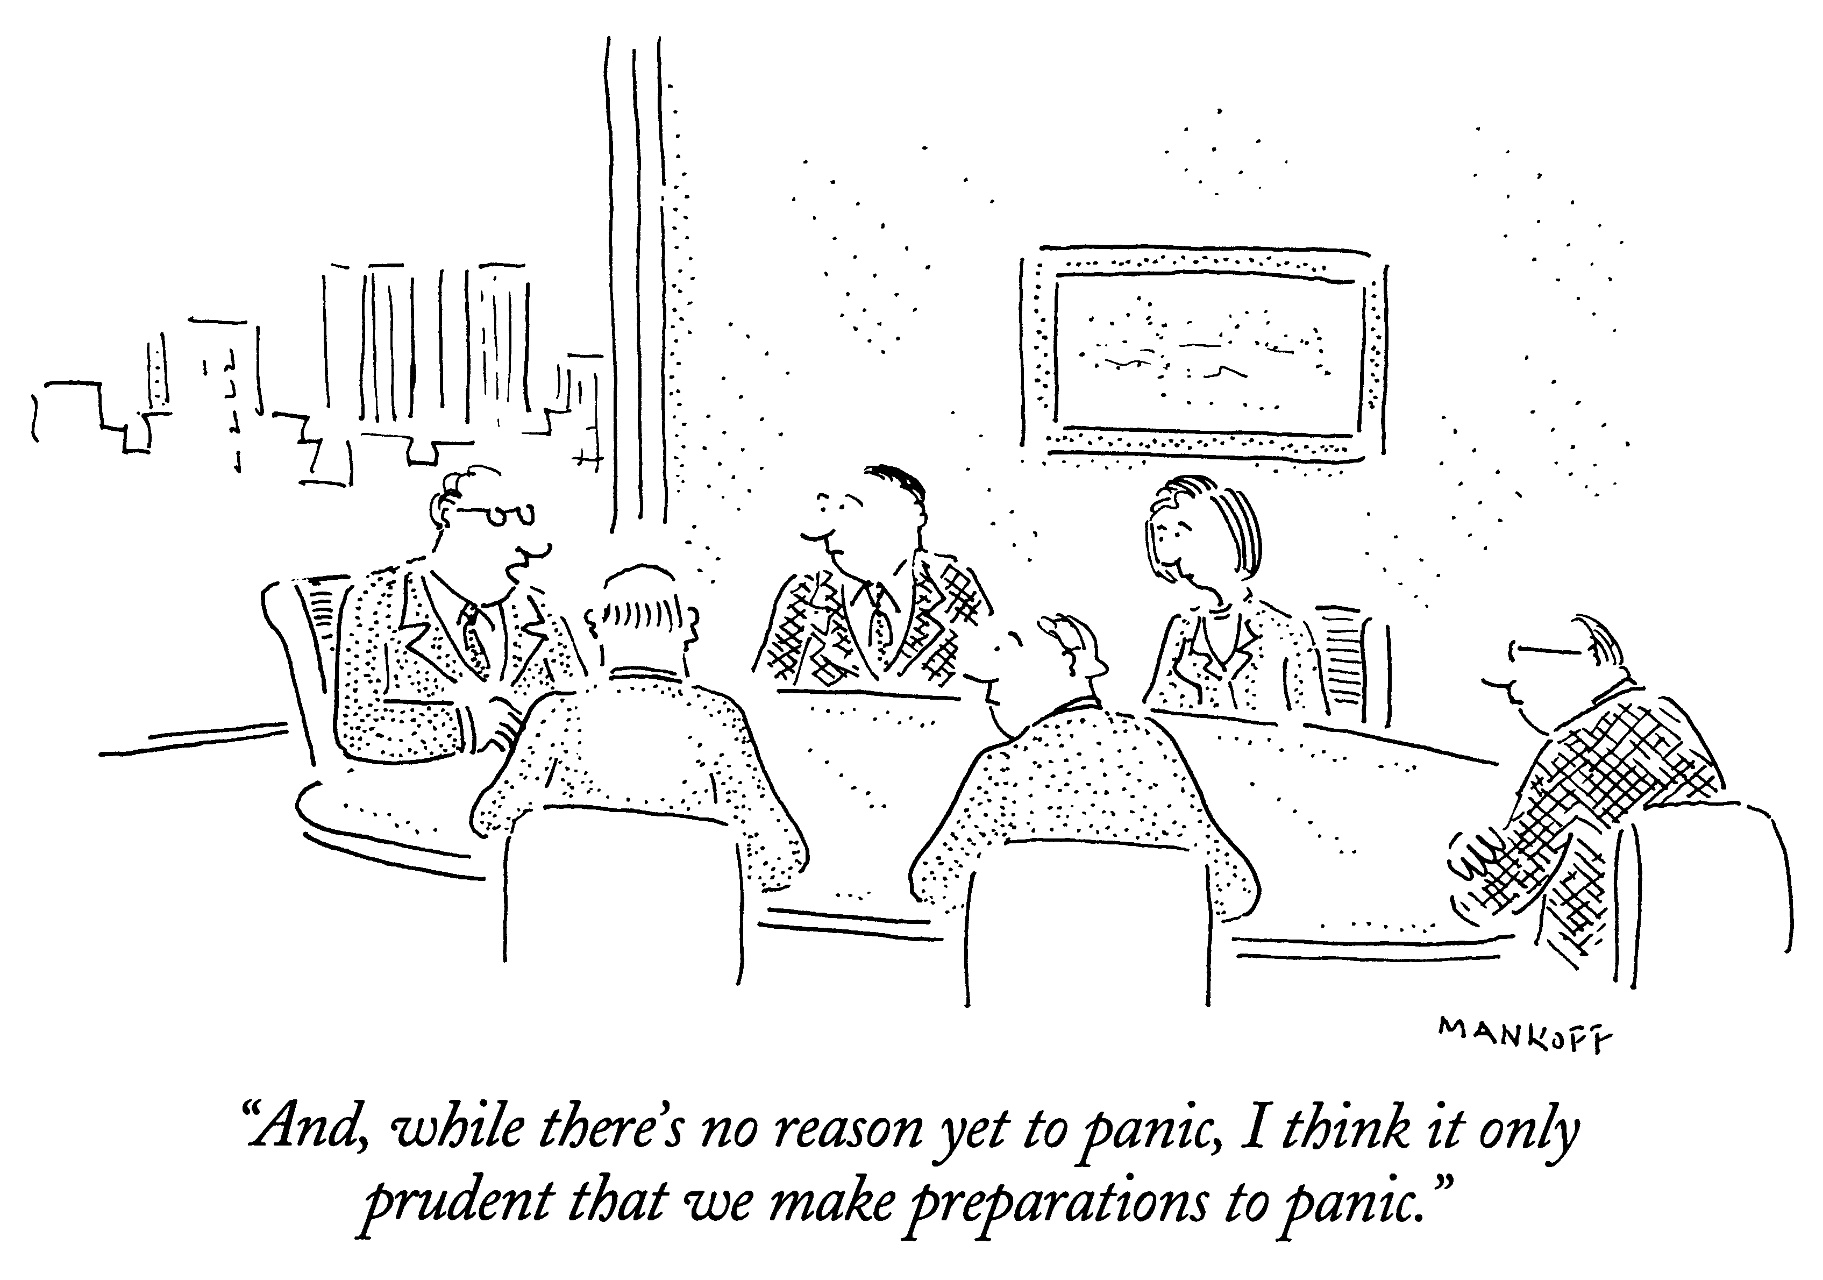 MANKOFF
“And, while there’s no reason yet to panic, I think it only
prudent that we make preparations to panic.”